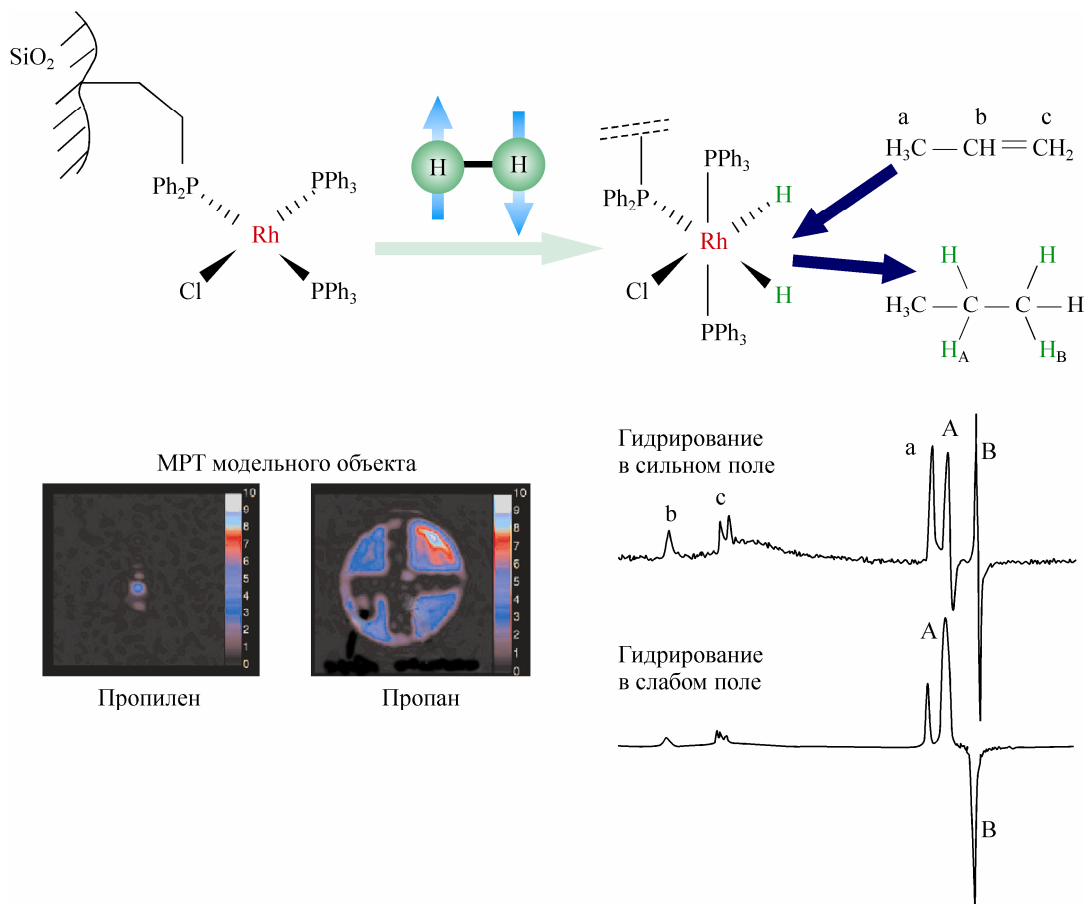 SiO2
Ph2P
PPh3
Rh
Cl
PPh3
H
H
Ph2P
PPh3
H
Rh
Cl
H
PPh3
a b c
H3C — CH = CH2
H H
H3C — C — C — H
HA HB
МРТ модельного объекта
10
9
8
7
6
5
4
3
2
1
0
Пропилен
10
9
8
7
6
5
4
3
2
1
0
Пропан
Гидрирование
в сильном поле
b
c
a
A
B
Гидрирование
в слабом поле
A
B